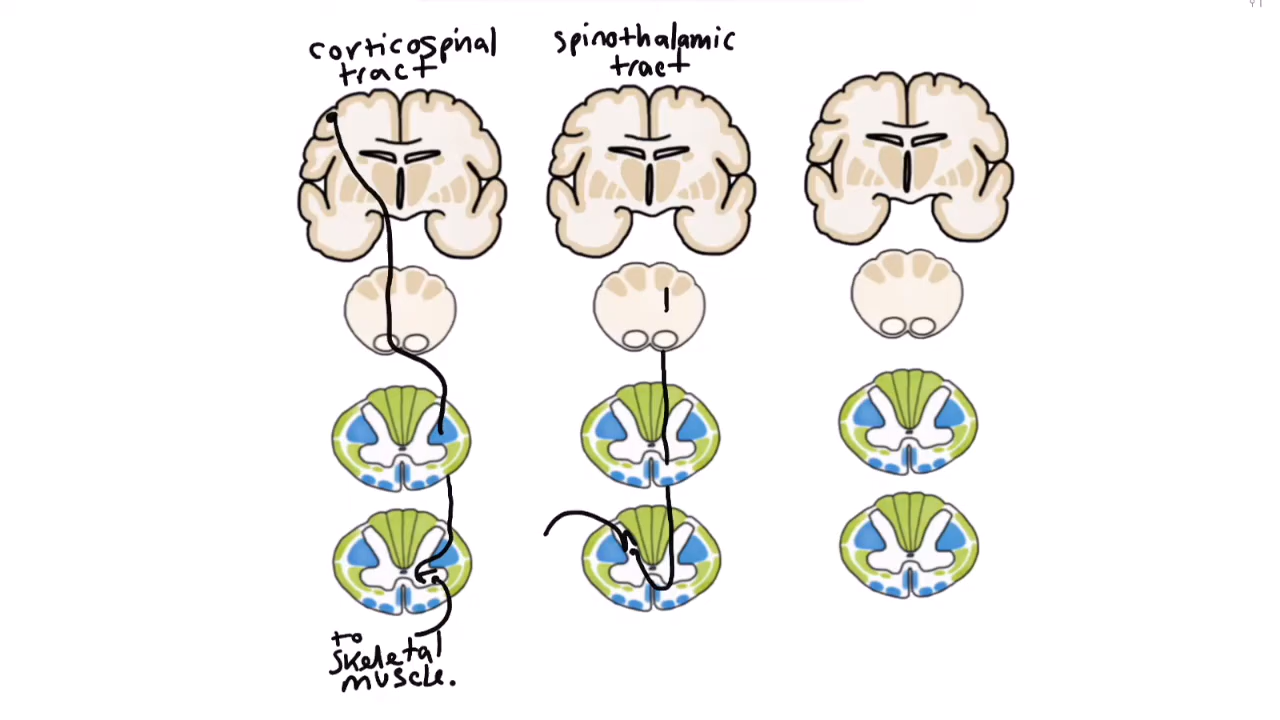 corticospinal
tract
spinothalamic
tract
to
skeletal
muscle.